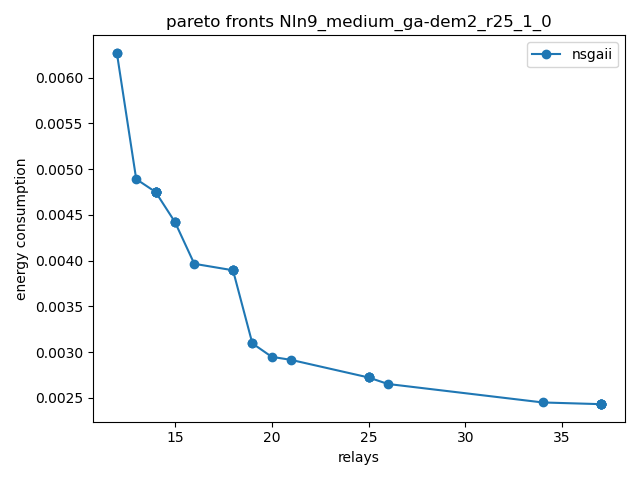 pareto fronts NIn9_medium_ga-dem2_r25_1_0
nsgaii
0.0060
0.0055
0.0050
0.0045
0.0040
0.0035
0.0030
0.0025
energy consumption
15 20 25 30 35
relays